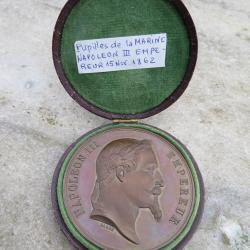 Pupilles de la MARINE
NAPOLEON III EMPE-
REUR 15 NOV. 1862
NAPOLEON III
EMPEREUR